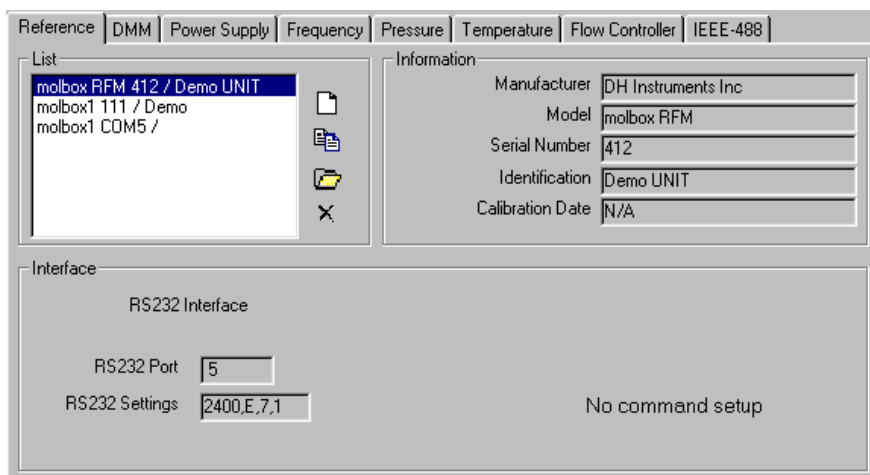 Reference DMM Power Supply Frequency Pressure Temperature Flow Controller IEEE-488
List
molbox RFM 412 / Demo UNIT
molbox1 111 / Demo
molbox1 COM5 /
Information
Manufacturer DH Instruments Inc
Model molbox RFM
Serial Number 412
Identification Demo UNIT
Calibration Date N/A
Interface
RS232 Interface
RS232 Port 5
RS232 Settings 2400,E,7,1
No command setup